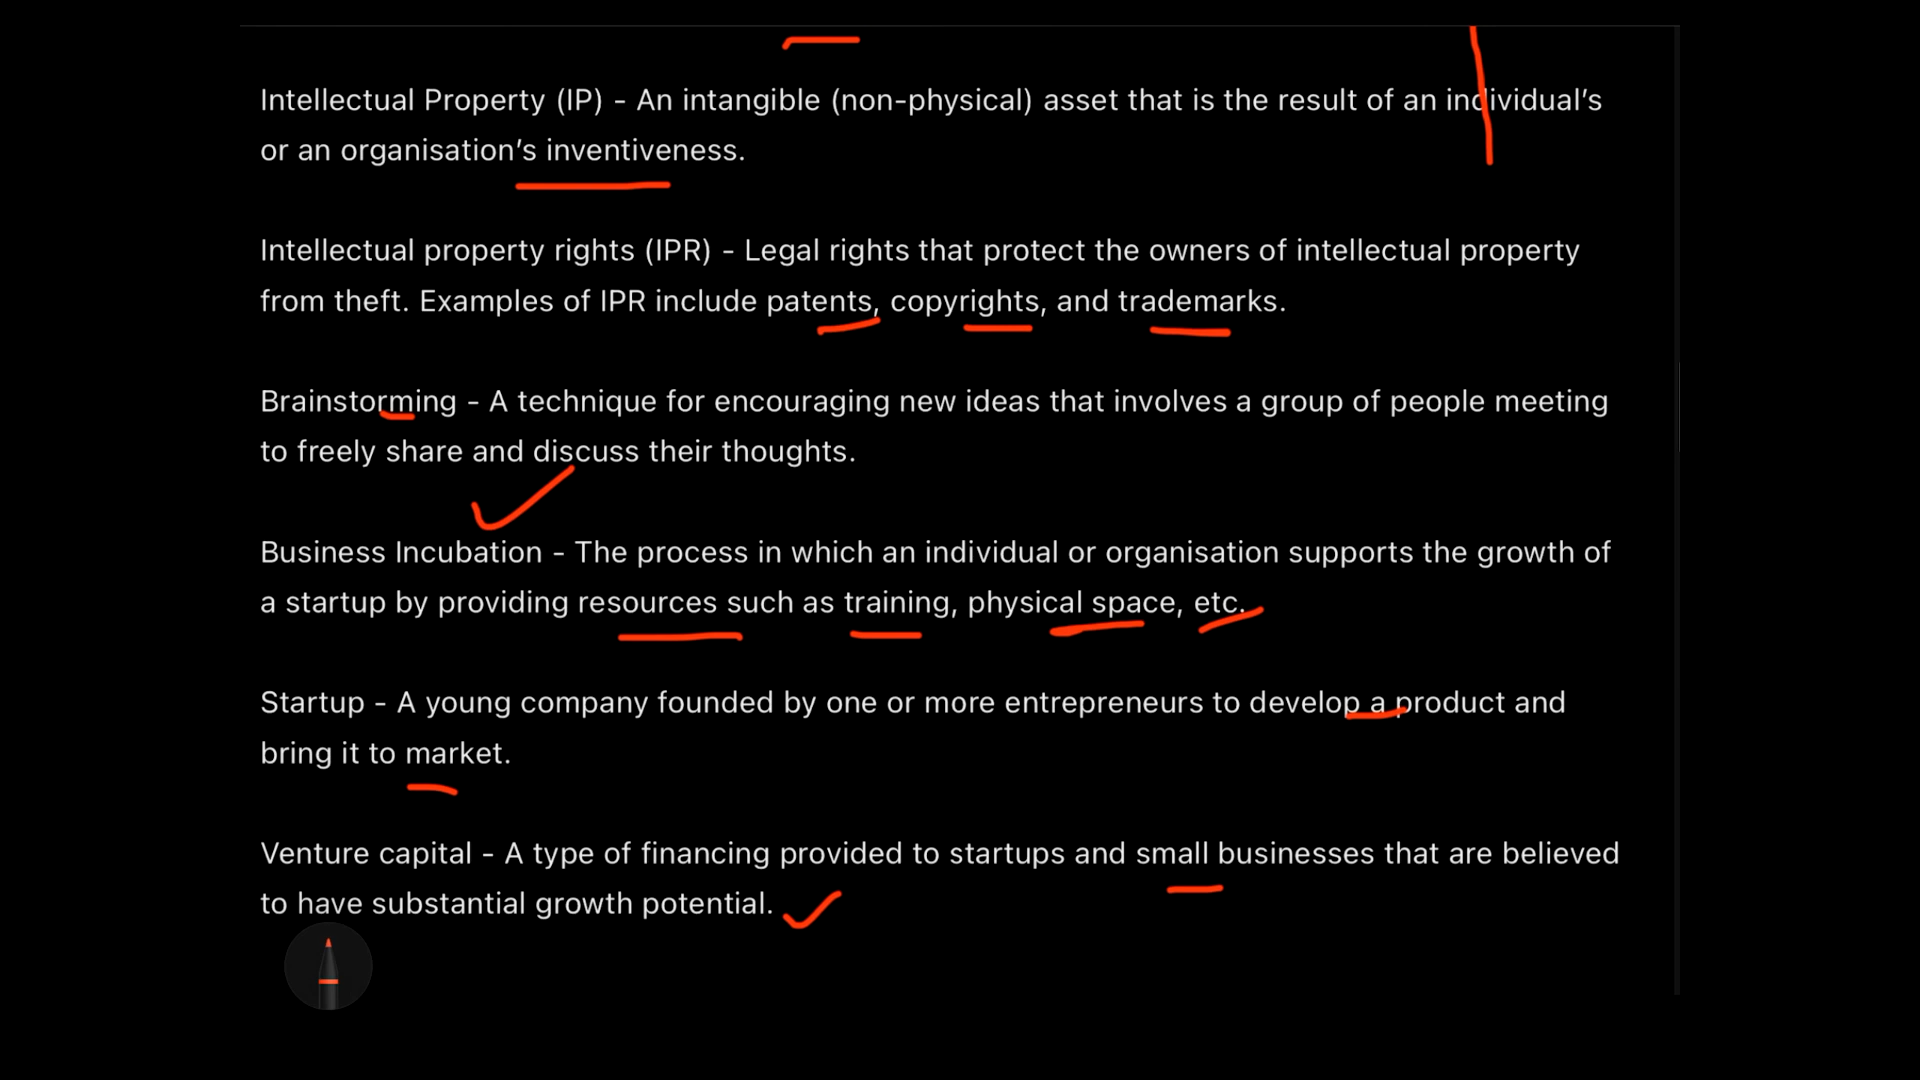 Intellectual Property (IP) - An intangible (non-physical) asset that is the result of an individual’s
or an organisation’s inventiveness.
Intellectual property rights (IPR) - Legal rights that protect the owners of intellectual property
from theft. Examples of IPR include patents, copyrights, and trademarks.
Brainstorming - A technique for encouraging new ideas that involves a group of people meeting
to freely share and discuss their thoughts.
Business Incubation - The process in which an individual or organisation supports the growth of
a startup by providing resources such as training, physical space, etc.
Startup - A young company founded by one or more entrepreneurs to develop a product and
bring it to market.
Venture capital - A type of financing provided to startups and small businesses that are believed
to have substantial growth potential.